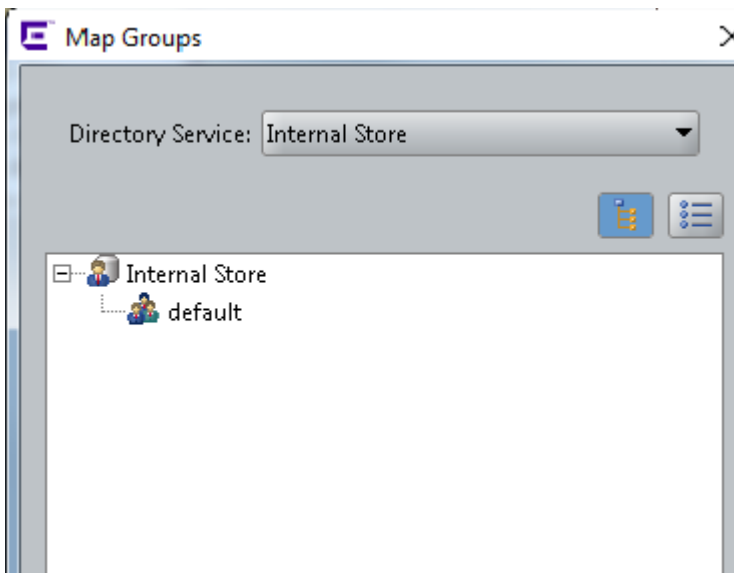 Map Groups
Directory Service: Internal Store
Internal Store
default